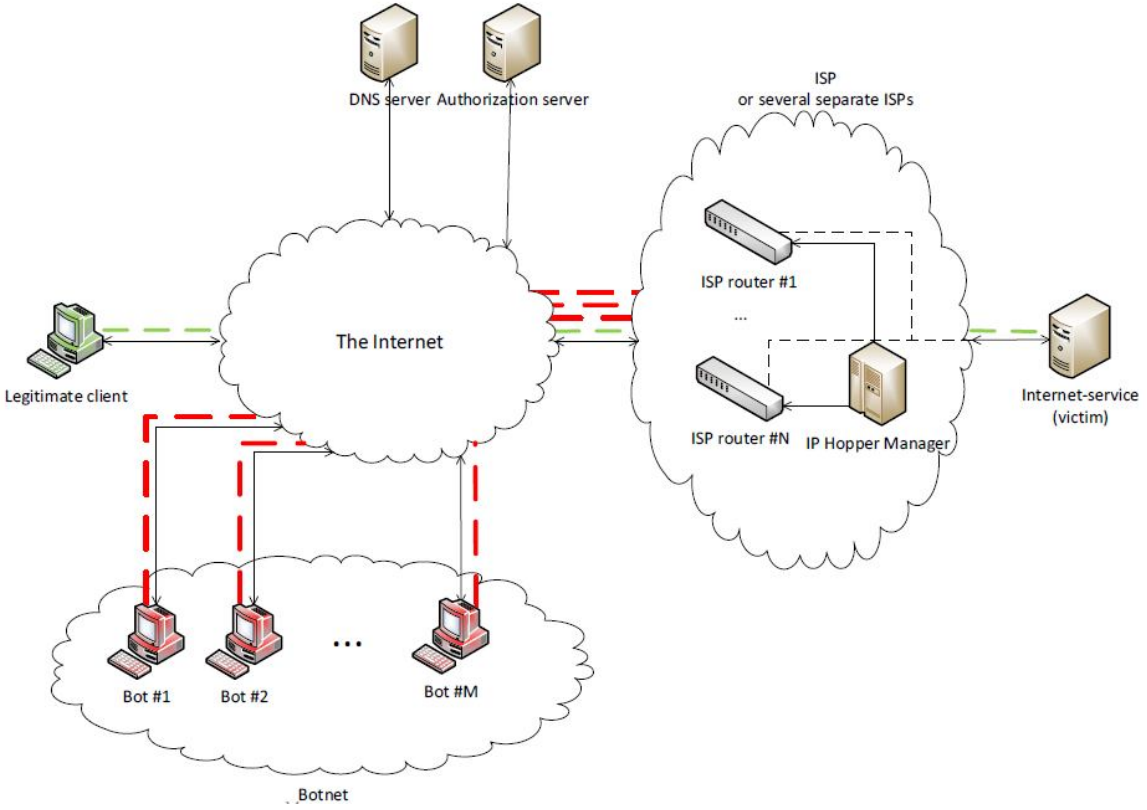 DNS server
Authorization server
ISP
or several separate ISPs
ISP router #1
...
The Internet
Legitimate client
ISP router #N
IP Hopper Manager
Internet-service
(victim)
...
Bot #1
Bot #2
Bot #M
Botnet